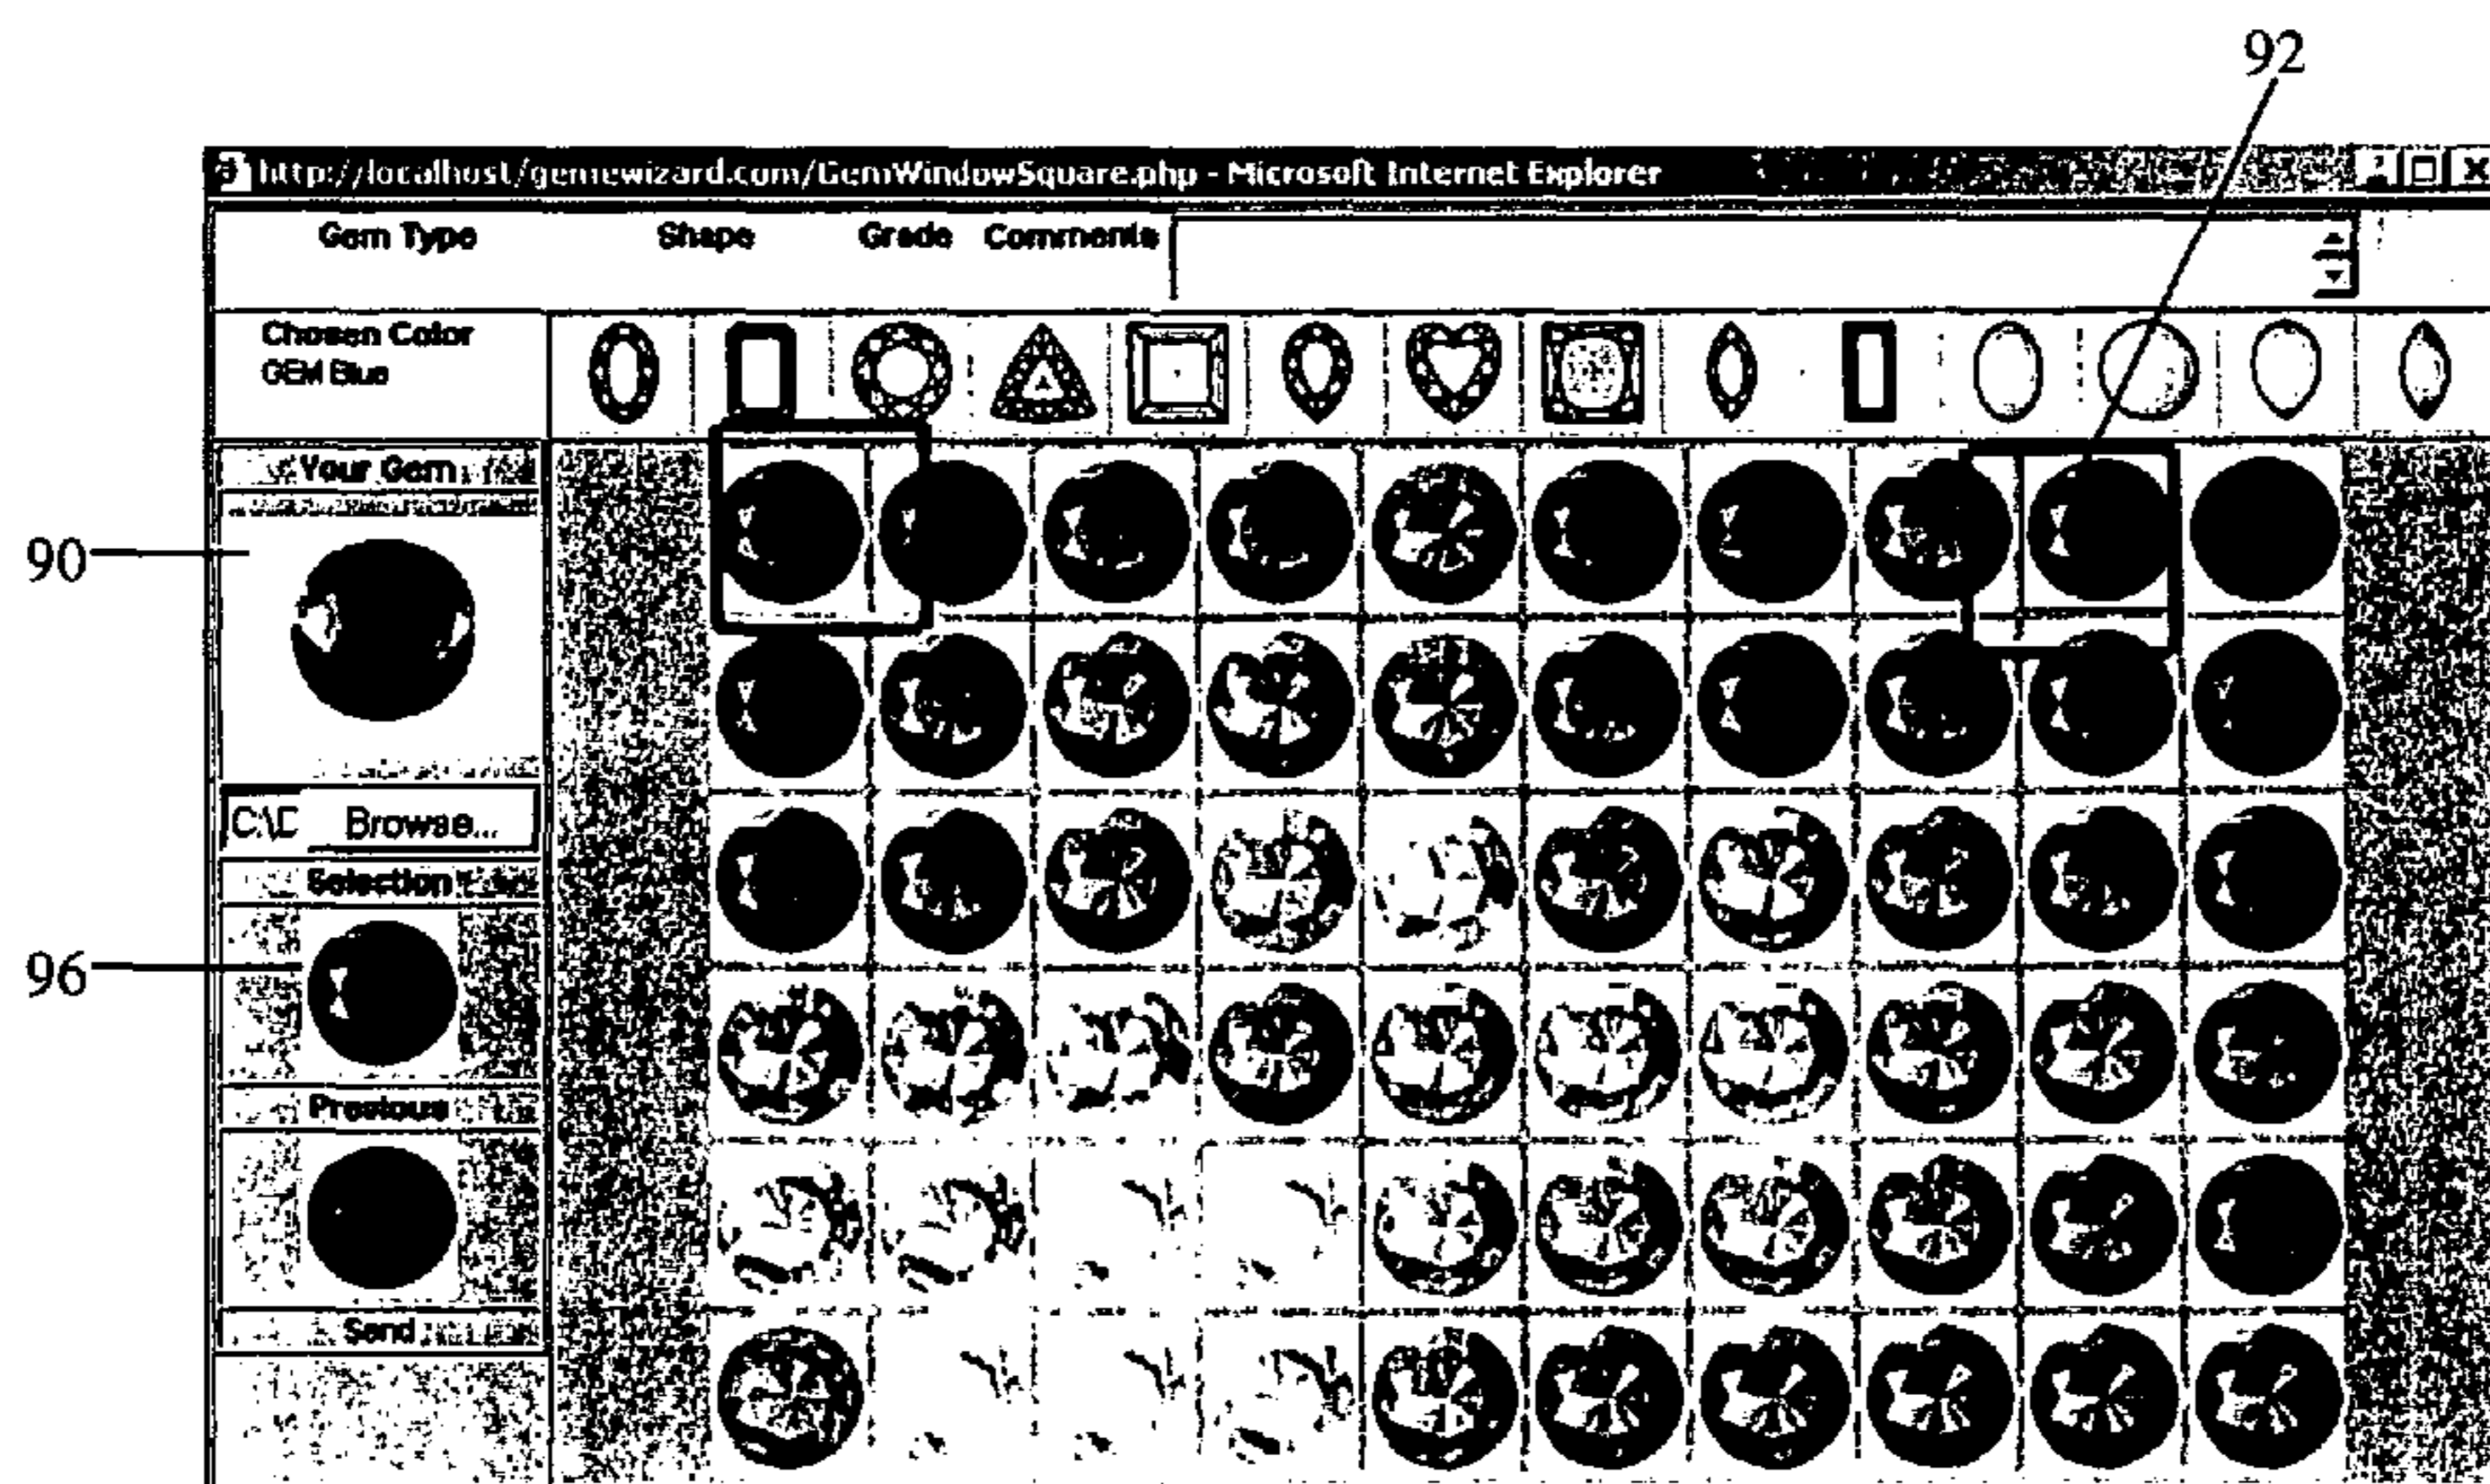 92
http://localhost/gemewizard.com/GemWindowSquare.php - Microsoft Internet Explorer
Gem Type Shape Grade Comments
Chosen Color
GEM Blue
Your Gem
90
C:\D Browse...
Selection
96
Previous
Send